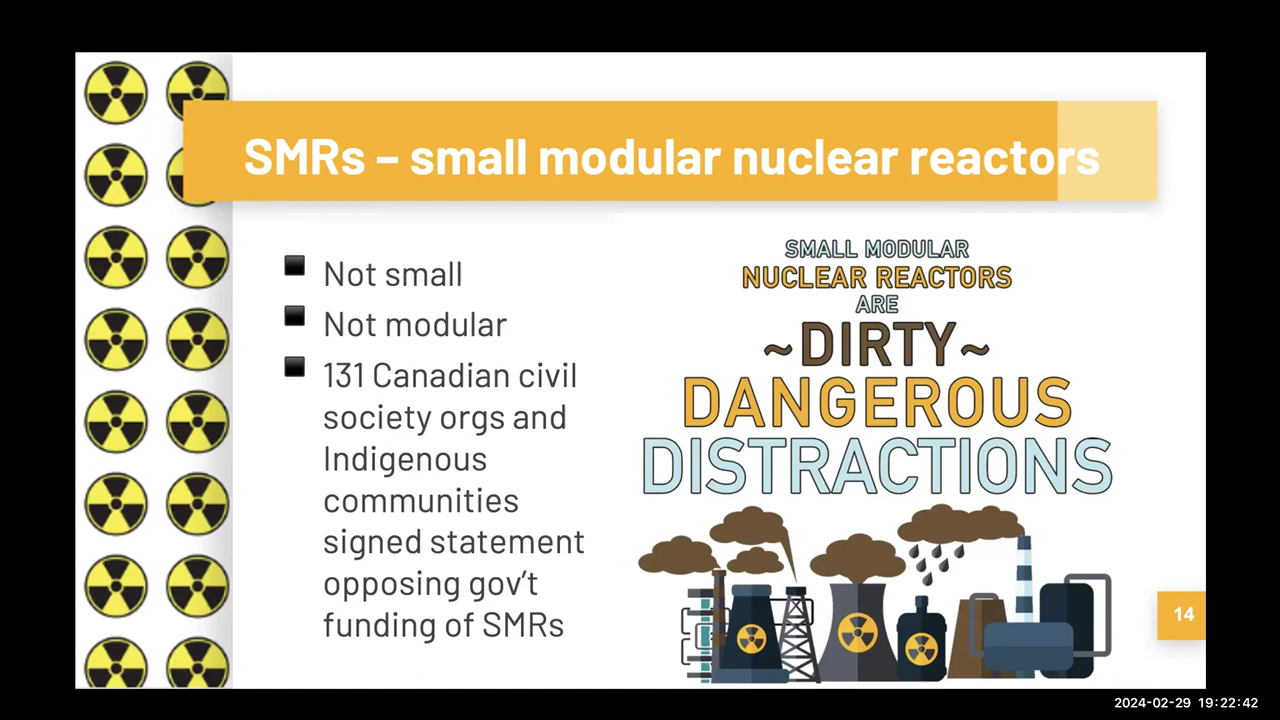 SMRs – small modular nuclear reactors
Not small
Not modular
131 Canadian civil
society orgs and
Indigenous
communities
signed statement
opposing gov’t
funding of SMRs
SMALL MODULAR
NUCLEAR REACTORS
ARE
~DIRTY~
DANGEROUS
DISTRACTIONS
14
2024-02-29 19:22:42